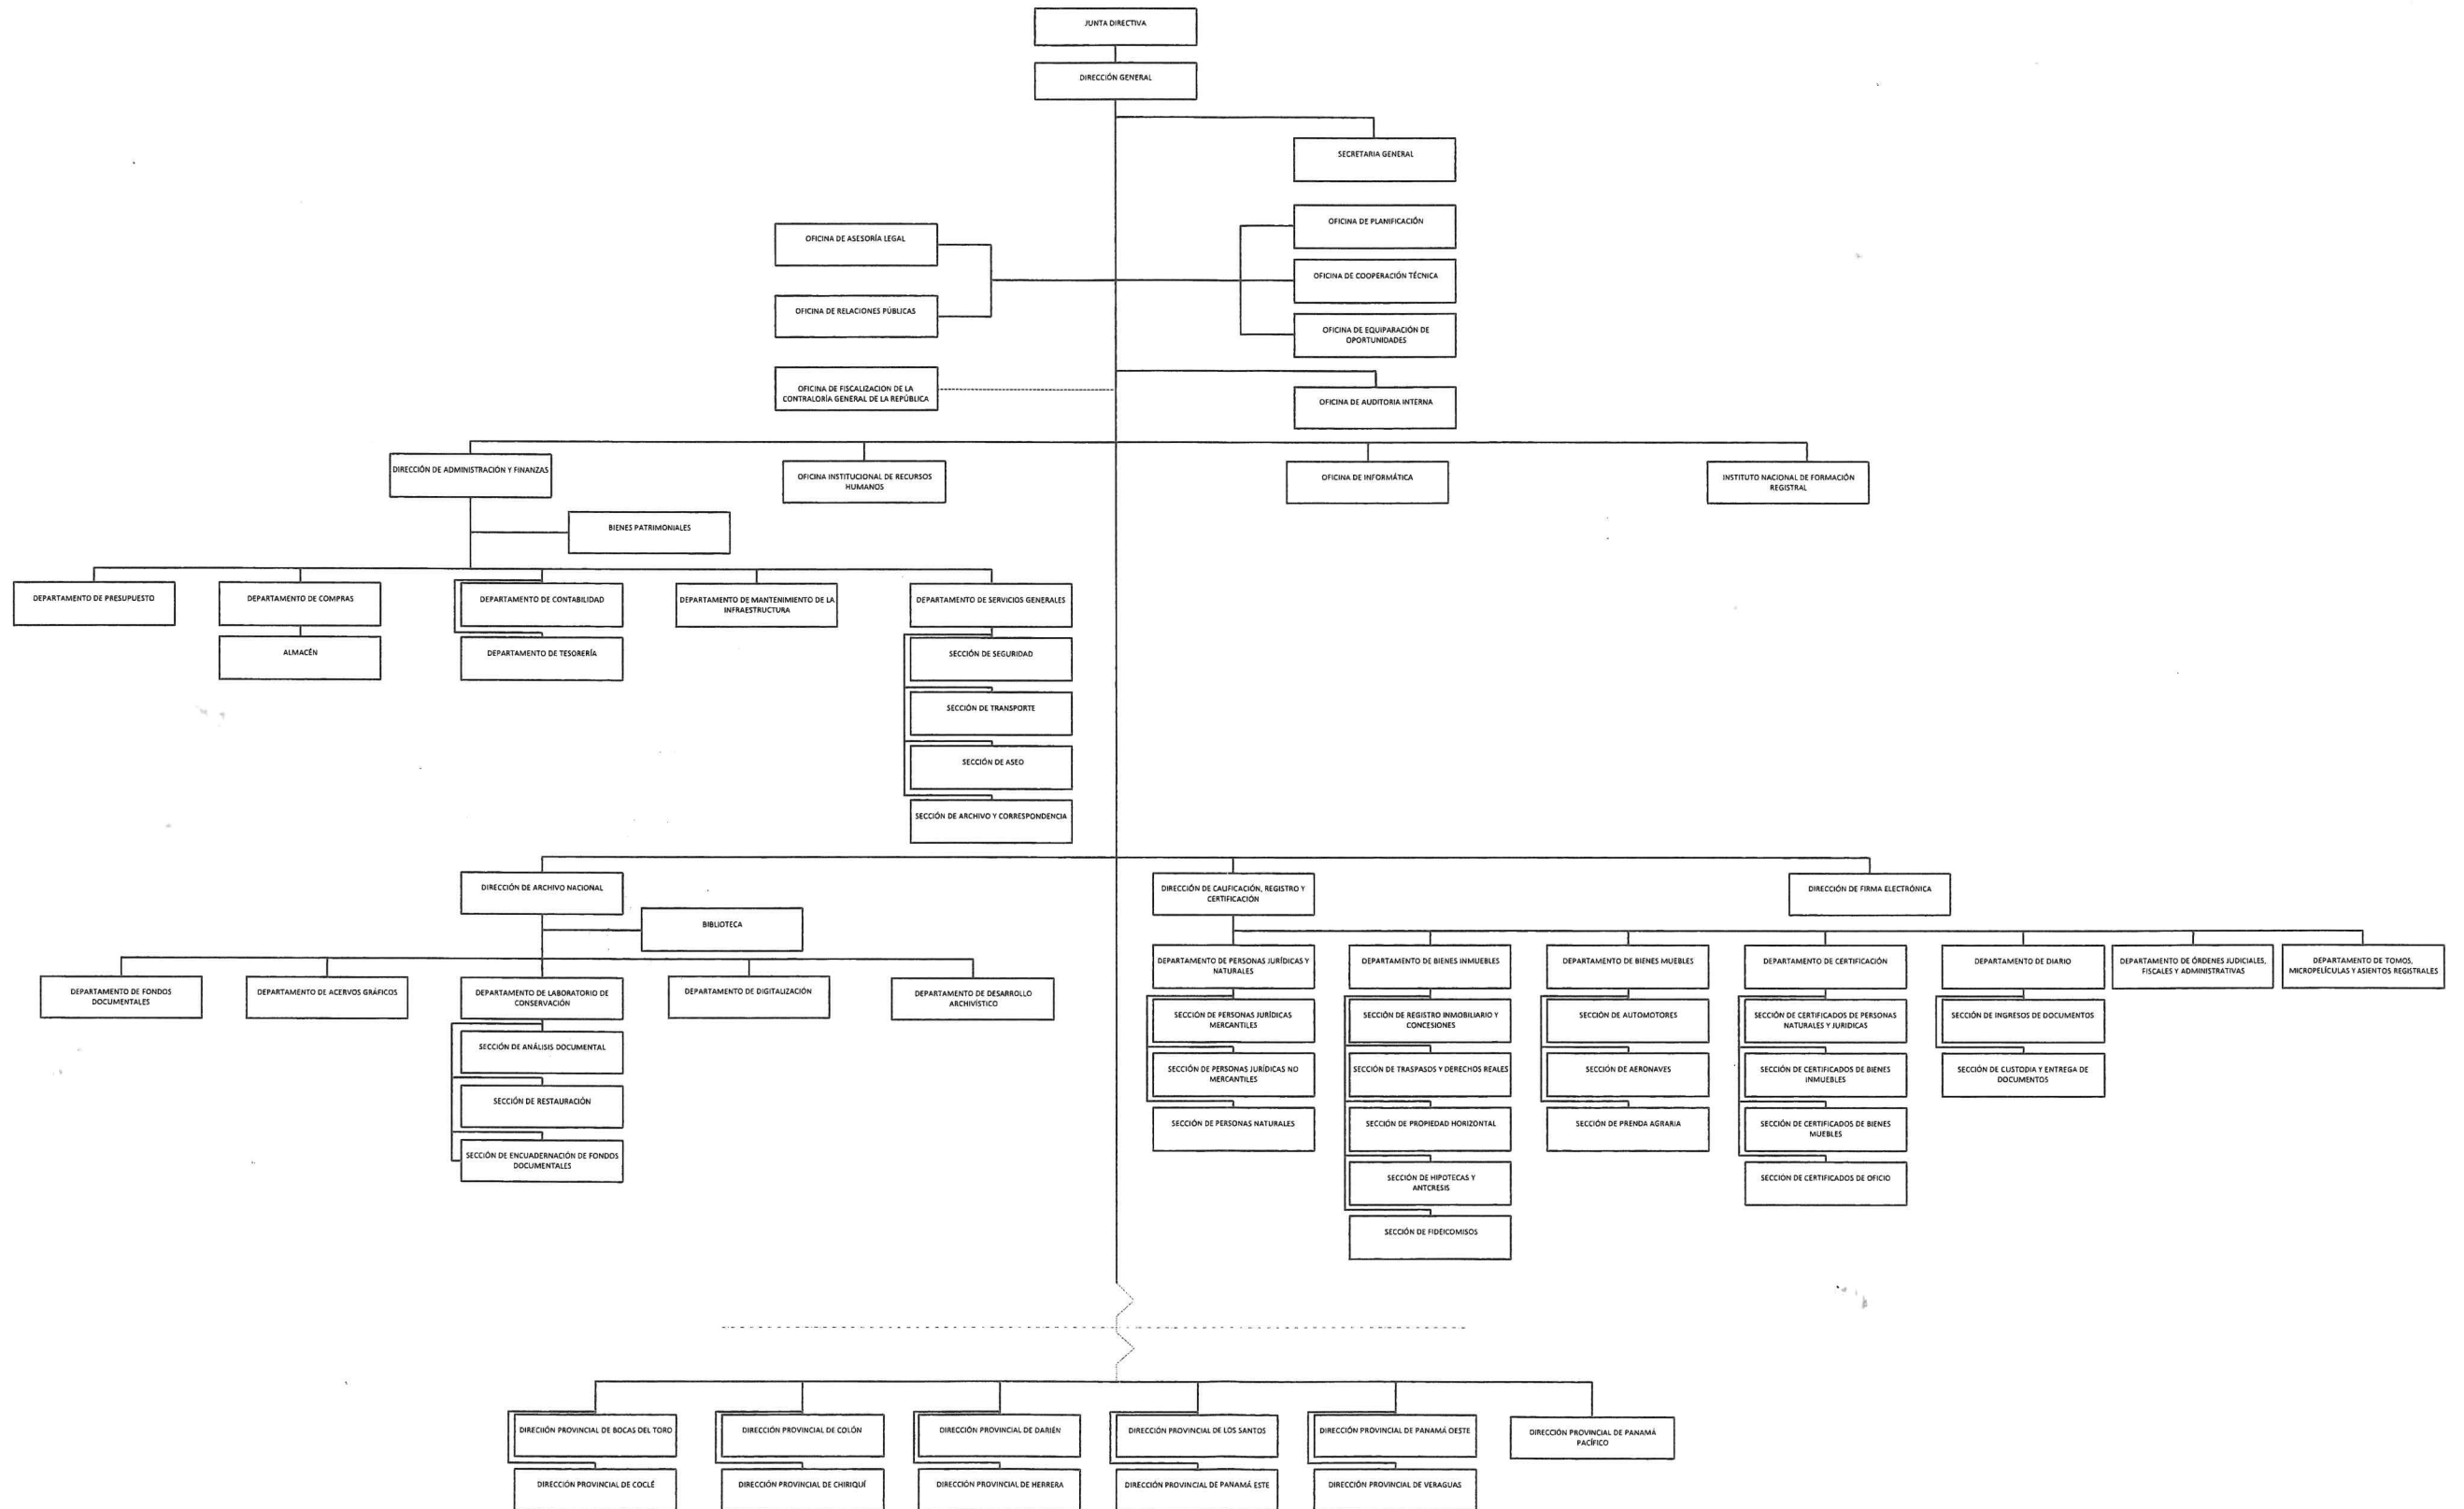 JUNTA DIRECTIVA
DIRECCIÓN GENERAL
SECRETARIA GENERAL
OFICINA DE PLANIFICACIÓN
OFICINA DE ASESORÍA LEGAL
OFICINA DE COOPERACIÓN TÉCNICA
OFICINA DE RELACIONES PÚBLICAS
OFICINA DE EQUIPARACIÓN DE
OPORTUNIDADES
OFICINA DE FISCALIZACION DE LA
CONTRALORÍA GENERAL DE LA REPÚBLICA
OFICINA DE AUDITORIA INTERNA
DIRECCIÓN DE ADMINISTRACIÓN Y FINANZAS
OFICINA INSTITUCIONAL DE RECURSOS
HUMANOS
OFICINA DE INFORMÁTICA
INSTITUTO NACIONAL DE FORMACIÓN
REGISTRAL
BIENES PATRIMONIALES
DEPARTAMENTO DE PRESUPUESTO
DEPARTAMENTO DE COMPRAS
DEPARTAMENTO DE CONTABILIDAD
DEPARTAMENTO DE MANTENIMIENTO DE LA
INFRAESTRUCTURA
DEPARTAMENTO DE SERVICIOS GENERALES
ALMACÉN
DEPARTAMENTO DE TESORERÍA
SECCIÓN DE SEGURIDAD
SECCIÓN DE TRANSPORTE
SECCIÓN DE ASEO
SECCIÓN DE ARCHIVO Y CORRESPONDENCIA
DIRECCIÓN DE ARCHIVO NACIONAL
DIRECCIÓN DE CAUFICACIÓN, REGISTRO Y
CERTIFICACIÓN
DIRECCIÓN DE FIRMA ELECTRÓNICA
BIBLIOTECA
DEPARTAMENTO DE FONDOS
DOCUMENTALES
DEPARTAMENTO DE ACERVOS GRÁFICOS
DEPARTAMENTO DE LABORATORIO DE
CONSERVACIÓN
DEPARTAMENTO DE DIGITALIZACIÓN
DEPARTAMENTO DE DESARROLLO
ARCHIVÍSTICO
SECCIÓN DE ANÁLISIS DOCUMENTAL
SECCIÓN DE RESTAURACIÓN
SECCIÓN DE ENCUADERNACIÓN DE FONDOS
DOCUMENTALES
DEPARTAMENTO DE PERSONAS JURÍDICAS Y
NATURALES
DEPARTAMENTO DE BIENES INMUEBLES
DEPARTAMENTO DE BIENES MUEBLES
DEPARTAMENTO DE CERTIFICACIÓN
DEPARTAMENTO DE DIARIO
DEPARTAMENTO DE ÓRDENES JUDICIALES,
FISCALES Y ADMINISTRATIVAS
DEPARTAMENTO DE TOMOS,
MICROPELÍCULAS Y ASIENTOS REGISTRALES
SECCIÓN DE PERSONAS JURÍDICAS
MERCANTILES
SECCIÓN DE REGISTRO INMOBILIARIO Y
CONCESIONES
SECCIÓN DE AUTOMOTORES
SECCIÓN DE CERTIFICADOS DE PERSONAS
NATURALES Y JURIDICAS
SECCIÓN DE INGRESOS DE DOCUMENTOS
SECCIÓN DE PERSONAS JURÍDICAS NO
MERCANTILES
SECCIÓN DE TRASPASOS Y DERECHOS REALES
SECCIÓN DE AERONAVES
SECCIÓN DE CERTIFICADOS DE BIENES
INMUEBLES
SECCIÓN DE CUSTODIA Y ENTREGA DE
DOCUMENTOS
SECCIÓN DE PERSONAS NATURALES
SECCIÓN DE PROPIEDAD HORIZONTAL
SECCIÓN DE PRENDA AGRARIA
SECCIÓN DE CERTIFICADOS DE BIENES
MUEBLES
SECCIÓN DE HIPOTECAS Y
ANTCRESIS
SECCIÓN DE CERTIFICADOS DE OFICIO
SECCIÓN DE FIDEICOMISOS
DIRECIIÓN PROVINCIAL DE BOCAS DEL TORO
DIRECCIÓN PROVINCIAL DE COLÓN
DIRECCIÓN PROVINCIAL DE DARIÉN
DIRECCIÓN PROVINCIAL DE LOS SANTOS
DIRECCIÓN PROVINCIAL DE PANAMÁ OESTE
DIRECCIÓN PROVINCIAL DE PANAMÁ
PACÍFICO
DIRECCIÓN PROVINCIAL DE COCLÉ
DIRECCIÓN PROVINCIAL DE CHIRIQUÍ
DIRECCIÓN PROVINCIAL DE HERRERA
DIRECCIÓN PROVINCIAL DE PANAMÁ ESTE
DIRECCIÓN PROVINCIAL DE VERAGUAS